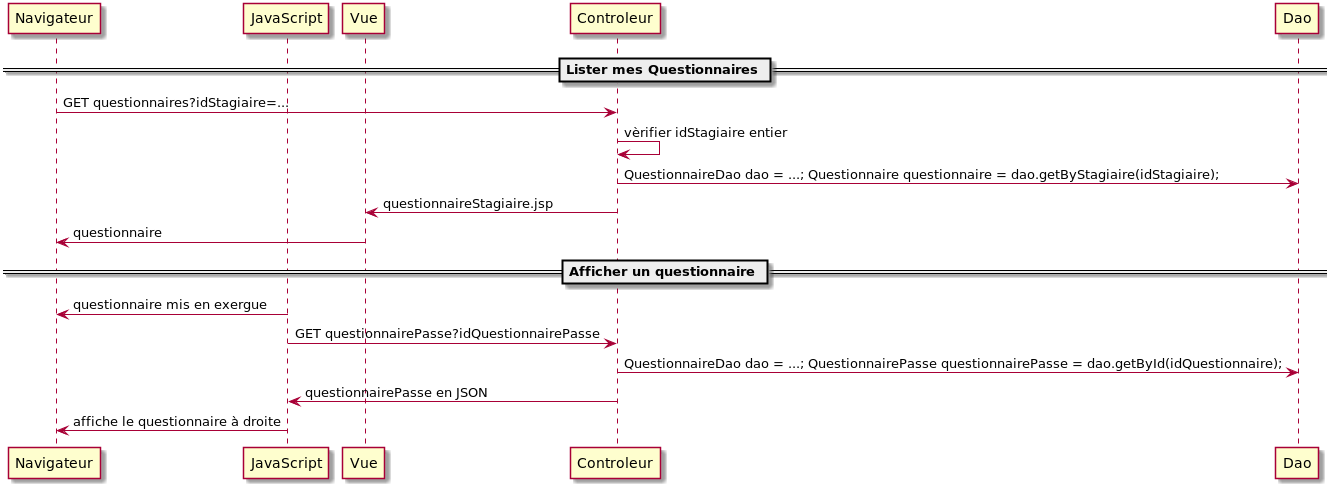 Navigateur JavaScript Vue Controleur Dao
Lister mes Questionnaires
GET questionnaires?idStagiaire=...
vèrifier idStagiaire entier
QuestionnaireDao dao = ...; Questionnaire questionnaire = dao.getByStagiaire(idStagiaire);
questionnaireStagiaire.jsp
questionnaire
Afficher un questionnaire
questionnaire mis en exergue
GET questionnairePasse?idQuestionnairePasse
QuestionnaireDao dao = ...; QuestionnairePasse questionnairePasse = dao.getById(idQuestionnaire);
questionnairePasse en JSON
affiche le questionnaire à droite
Navigateur JavaScript Vue Controleur Dao